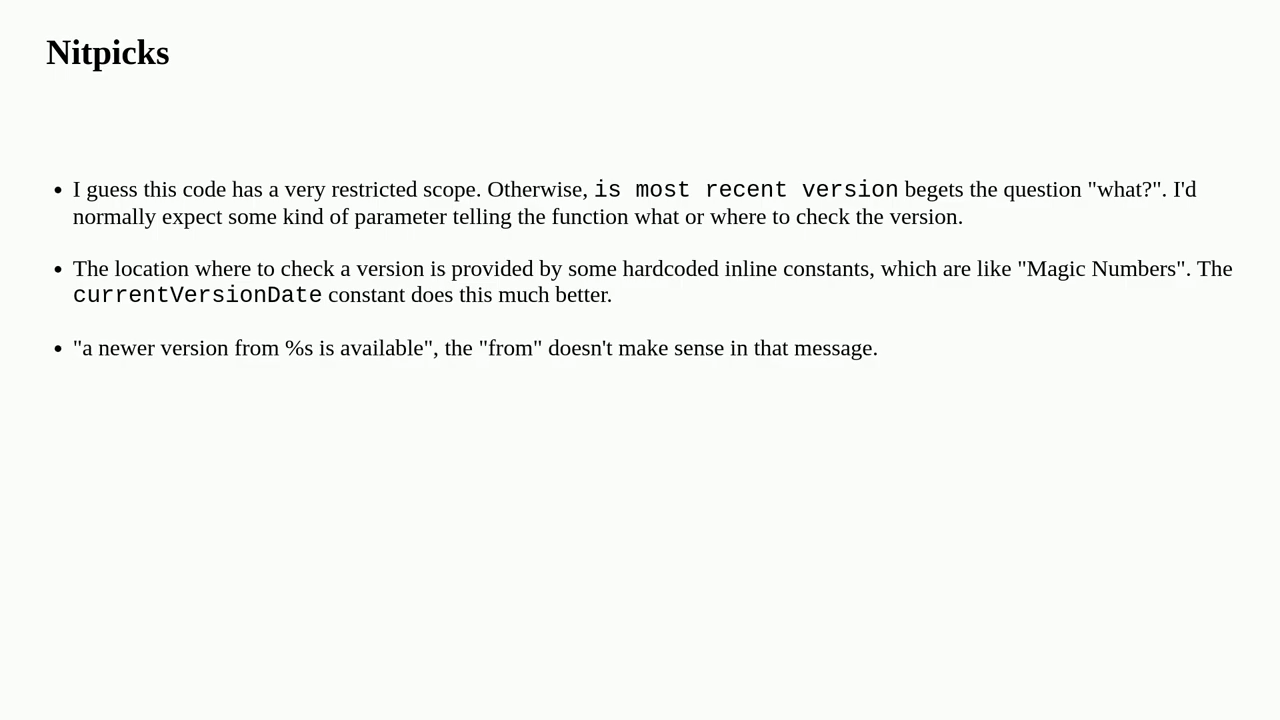 Nitpicks
• I guess this code has a very restricted scope. Otherwise, is most recent version begets the question "what?". I'd
normally expect some kind of parameter telling the function what or where to check the version.
• The location where to check a version is provided by some hardcoded inline constants, which are like "Magic Numbers". The
currentVersionDate constant does this much better.
• "a newer version from %s is available", the "from" doesn't make sense in that message.